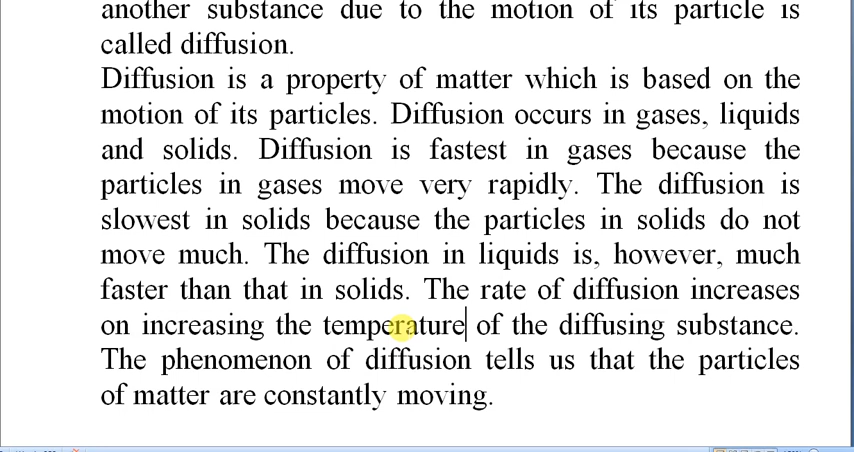 another substance due to the motion of its particle is
called diffusion.
Diffusion is a property of matter which is based on the
motion of its particles. Diffusion occurs in gases, liquids
and solids. Diffusion is fastest in gases because the
particles in gases move very rapidly. The diffusion is
slowest in solids because the particles in solids do not
move much. The diffusion in liquids is, however, much
faster than that in solids. The rate of diffusion increases
on increasing the temperature of the diffusing substance.
The phenomenon of diffusion tells us that the particles
of matter are constantly moving.